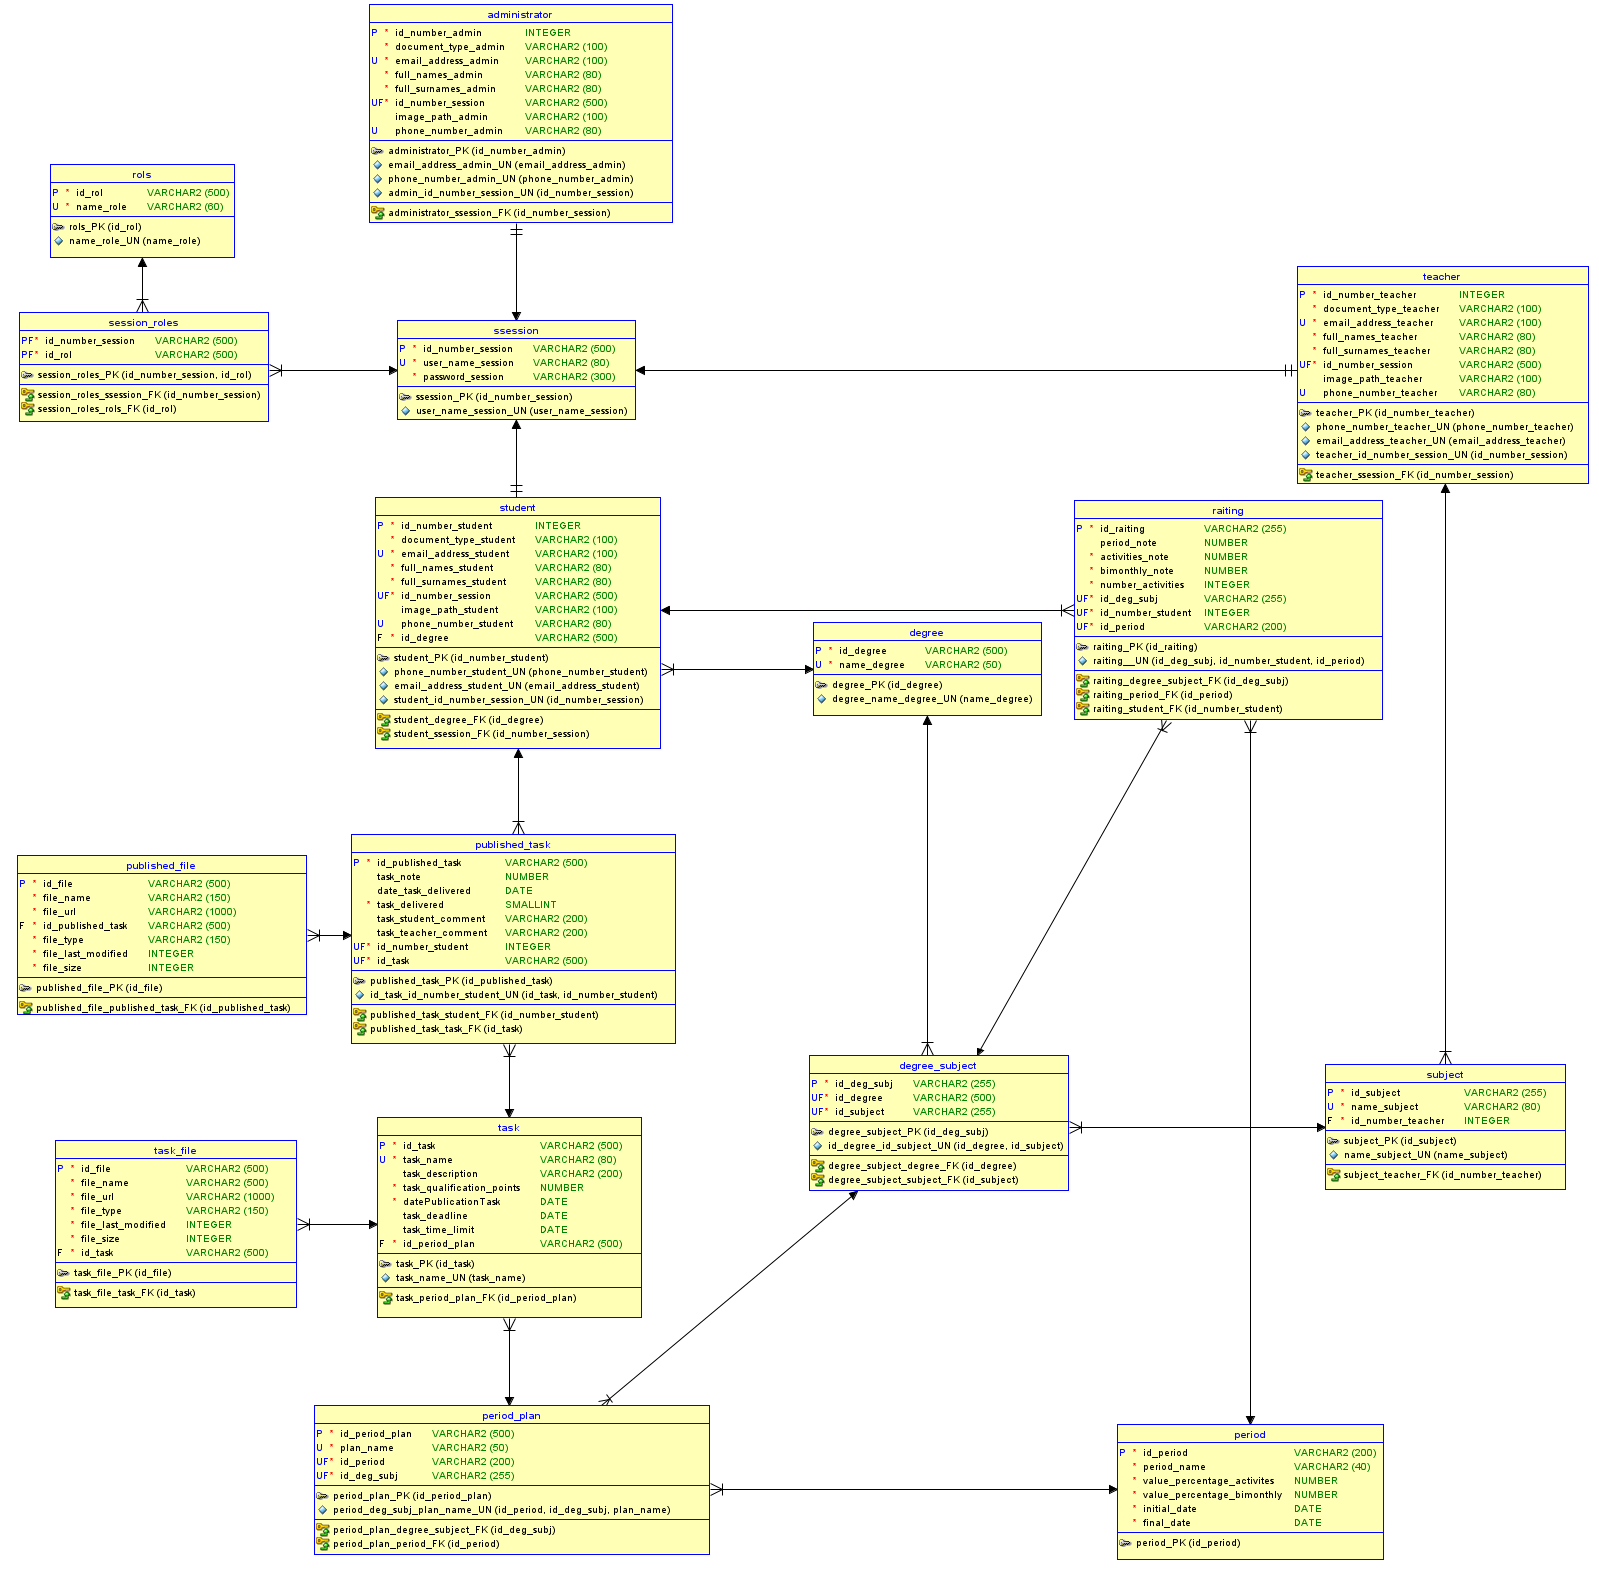 administrator
P * id_number_admin INTEGER
* document_type_admin VARCHAR2 (100)
U * email_address_admin VARCHAR2 (100)
* full_names_admin VARCHAR2 (80)
* full_surnames_admin VARCHAR2 (80)
UF* id_number_session VARCHAR2 (500)
image_path_admin VARCHAR2 (100)
U phone_number_admin VARCHAR2 (80)
administrator_PK (id_number_admin)
email_address_admin_UN (email_address_admin)
phone_number_admin_UN (phone_number_admin)
admin_id_number_session_UN (id_number_session)
administrator_ssession_FK (id_number_session)
rols
P * id_rol VARCHAR2 (500)
U * name_role VARCHAR2 (60)
rols_PK (id_rol)
name_role_UN (name_role)
session_roles
PF* id_number_session VARCHAR2 (500)
PF* id_rol VARCHAR2 (500)
session_roles_PK (id_number_session, id_rol)
session_roles_ssession_FK (id_number_session)
session_roles_rols_FK (id_rol)
ssession
P * id_number_session VARCHAR2 (500)
U * user_name_session VARCHAR2 (80)
* password_session VARCHAR2 (300)
ssession_PK (id_number_session)
user_name_session_UN (user_name_session)
teacher
P * id_number_teacher INTEGER
* document_type_teacher VARCHAR2 (100)
U * email_address_teacher VARCHAR2 (100)
* full_names_teacher VARCHAR2 (80)
* full_surnames_teacher VARCHAR2 (80)
UF* id_number_session VARCHAR2 (500)
image_path_teacher VARCHAR2 (100)
U phone_number_teacher VARCHAR2 (80)
teacher_PK (id_number_teacher)
phone_number_teacher_UN (phone_number_teacher)
email_address_teacher_UN (email_address_teacher)
teacher_id_number_session_UN (id_number_session)
teacher_ssession_FK (id_number_session)
student
P * id_number_student INTEGER
* document_type_student VARCHAR2 (100)
U * email_address_student VARCHAR2 (100)
* full_names_student VARCHAR2 (80)
* full_surnames_student VARCHAR2 (80)
UF* id_number_session VARCHAR2 (500)
image_path_student VARCHAR2 (100)
U phone_number_student VARCHAR2 (80)
F * id_degree VARCHAR2 (500)
student_PK (id_number_student)
phone_number_student_UN (phone_number_student)
email_address_student_UN (email_address_student)
student_id_number_session_UN (id_number_session)
student_degree_FK (id_degree)
student_ssession_FK (id_number_session)
raiting
P * id_raiting VARCHAR2 (255)
period_note NUMBER
* activities_note NUMBER
* bimonthly_note NUMBER
* number_activities INTEGER
UF* id_deg_subj VARCHAR2 (255)
UF* id_number_student INTEGER
UF* id_period VARCHAR2 (200)
raiting_PK (id_raiting)
raiting__UN (id_deg_subj, id_number_student, id_period)
raiting_degree_subject_FK (id_deg_subj)
raiting_period_FK (id_period)
raiting_student_FK (id_number_student)
degree
P * id_degree VARCHAR2 (500)
U * name_degree VARCHAR2 (50)
degree_PK (id_degree)
degree_name_degree_UN (name_degree)
published_file
P * id_file VARCHAR2 (500)
* file_name VARCHAR2 (150)
* file_url VARCHAR2 (1000)
F * id_published_task VARCHAR2 (500)
* file_type VARCHAR2 (150)
* file_last_modified INTEGER
* file_size INTEGER
published_file_PK (id_file)
published_file_published_task_FK (id_published_task)
published_task
P * id_published_task VARCHAR2 (500)
task_note NUMBER
date_task_delivered DATE
* task_delivered SMALLINT
task_student_comment VARCHAR2 (200)
task_teacher_comment VARCHAR2 (200)
UF* id_number_student INTEGER
UF* id_task VARCHAR2 (500)
published_task_PK (id_published_task)
id_task_id_number_student_UN (id_task, id_number_student)
published_task_student_FK (id_number_student)
published_task_task_FK (id_task)
degree_subject
P * id_deg_subj VARCHAR2 (255)
UF* id_degree VARCHAR2 (500)
UF* id_subject VARCHAR2 (255)
degree_subject_PK (id_deg_subj)
id_degree_id_subject_UN (id_degree, id_subject)
degree_subject_degree_FK (id_degree)
degree_subject_subject_FK (id_subject)
subject
P * id_subject VARCHAR2 (255)
U * name_subject VARCHAR2 (80)
F * id_number_teacher INTEGER
subject_PK (id_subject)
name_subject_UN (name_subject)
subject_teacher_FK (id_number_teacher)
task_file
P * id_file VARCHAR2 (500)
* file_name VARCHAR2 (500)
* file_url VARCHAR2 (1000)
* file_type VARCHAR2 (150)
* file_last_modified INTEGER
* file_size INTEGER
F * id_task VARCHAR2 (500)
task_file_PK (id_file)
task_file_task_FK (id_task)
task
P * id_task VARCHAR2 (500)
U * task_name VARCHAR2 (80)
task_description VARCHAR2 (200)
* task_qualification_points NUMBER
* datePublicationTask DATE
task_deadline DATE
task_time_limit DATE
F * id_period_plan VARCHAR2 (500)
task_PK (id_task)
task_name_UN (task_name)
task_period_plan_FK (id_period_plan)
period_plan
P * id_period_plan VARCHAR2 (500)
U * plan_name VARCHAR2 (50)
UF* id_period VARCHAR2 (200)
UF* id_deg_subj VARCHAR2 (255)
period_plan_PK (id_period_plan)
period_deg_subj_plan_name_UN (id_period, id_deg_subj, plan_name)
period_plan_degree_subject_FK (id_deg_subj)
period_plan_period_FK (id_period)
period
P * id_period VARCHAR2 (200)
* period_name VARCHAR2 (40)
* value_percentage_activites NUMBER
* value_percentage_bimonthly NUMBER
* initial_date DATE
* final_date DATE
period_PK (id_period)